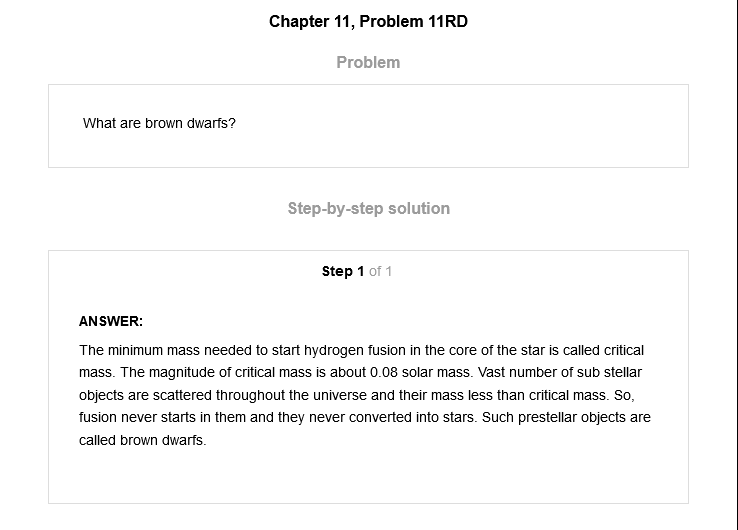 Chapter 11, Problem 11RD
Problem
What are brown dwarfs?
Step-by-step solution
Step 1 of 1
ANSWER:
The minimum mass needed to start hydrogen fusion in the core of the star is called critical
mass. The magnitude of critical mass is about 0.08 solar mass. Vast number of sub stellar
objects are scattered throughout the universe and their mass less than critical mass. So,
fusion never starts in them and they never converted into stars. Such prestellar objects are
called brown dwarfs.